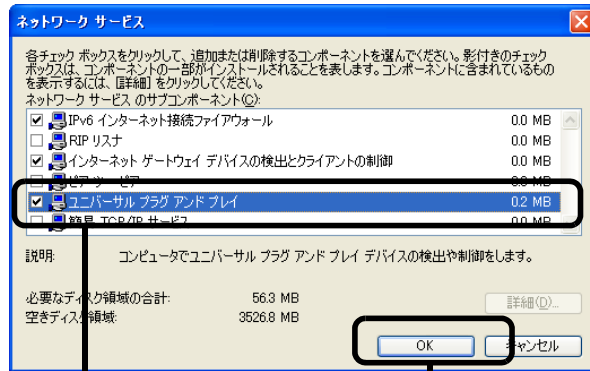 ネットワーク サービス
各チェック ボックスをクリックして、追加または削除するコンポーネントを選んでください。影付きのチェック
ボックスは、コンポーネントの一部がインストールされることを表します。コンポーネントに含まれているもの
を表示するには、[詳細] をクリックしてください。
ネットワーク サービス のサブコンポーネント(C):
IPv6 インターネット接続ファイアウォール 0.0 MB
RIP リスナ 0.0 MB
インターネット ゲートウェイ デバイスの検出とクライアントの制御 0.0 MB
ピア ツー ピア 0.0 MB
ユニバーサル プラグ アンド プレイ 0.2 MB
簡易 TCP/IP サービス 0.0 MB
説明: コンピュータでユニバーサル プラグ アンド プレイ デバイスの検出や制御をします。
必要なディスク領域の合計: 56.3 MB
詳細(D)...
空きディスク領域: 3526.8 MB
OK キャンセル